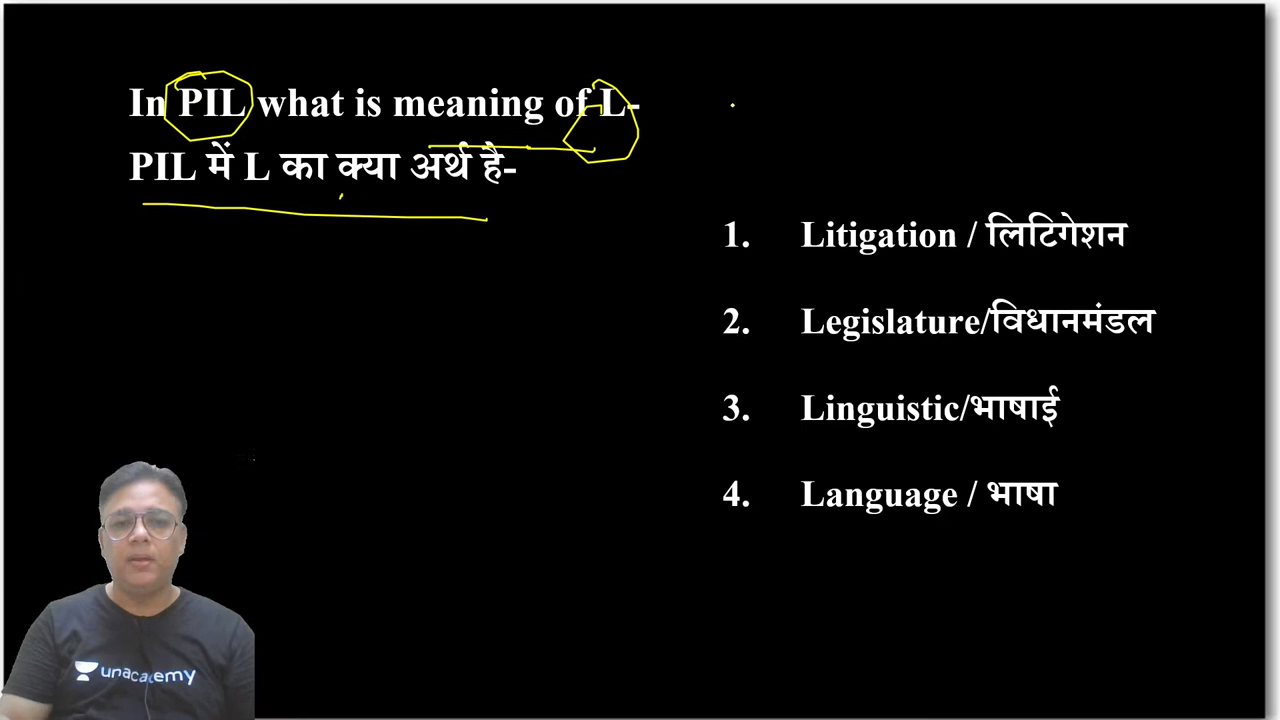 In PIL what is meaning of L-
PIL में L का क्या अर्थ है-
1. Litigation / लिटिगेशन
2. Legislature/विधानमंडल
3. Linguistic/भाषाई
4. Language / भाषा
unacademy